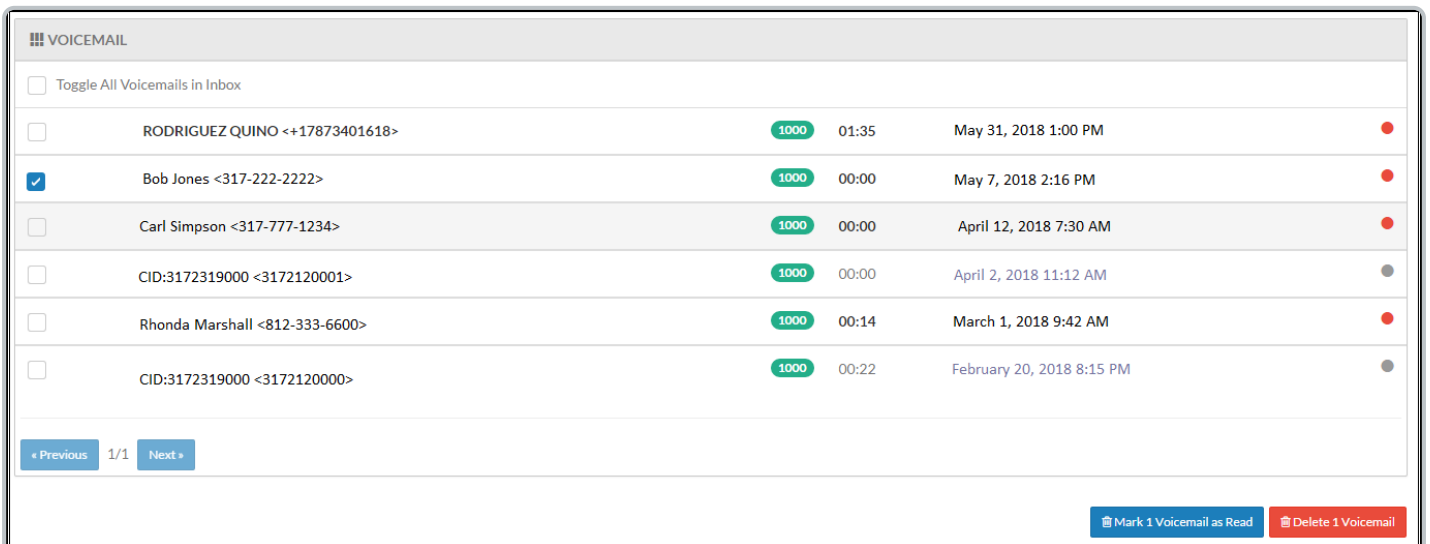 VOICEMAIL
Toggle All Voicemails in Inbox
RODRIGUEZ QUINO <+17873401618> 1000 01:35 May 31, 2018 1:00 PM
Bob Jones <317-222-2222> 1000 00:00 May 7, 2018 2:16 PM
Carl Simpson <317-777-1234> 1000 00:00 April 12, 2018 7:30 AM
CID:3172319000 <3172120001> 1000 00:00 April 2, 2018 11:12 AM
Rhonda Marshall <812-333-6600> 1000 00:14 March 1, 2018 9:42 AM
CID:3172319000 <3172120000> 1000 00:22 February 20, 2018 8:15 PM
« Previous 1/1 Next »
Mark 1 Voicemail as Read Delete 1 Voicemail